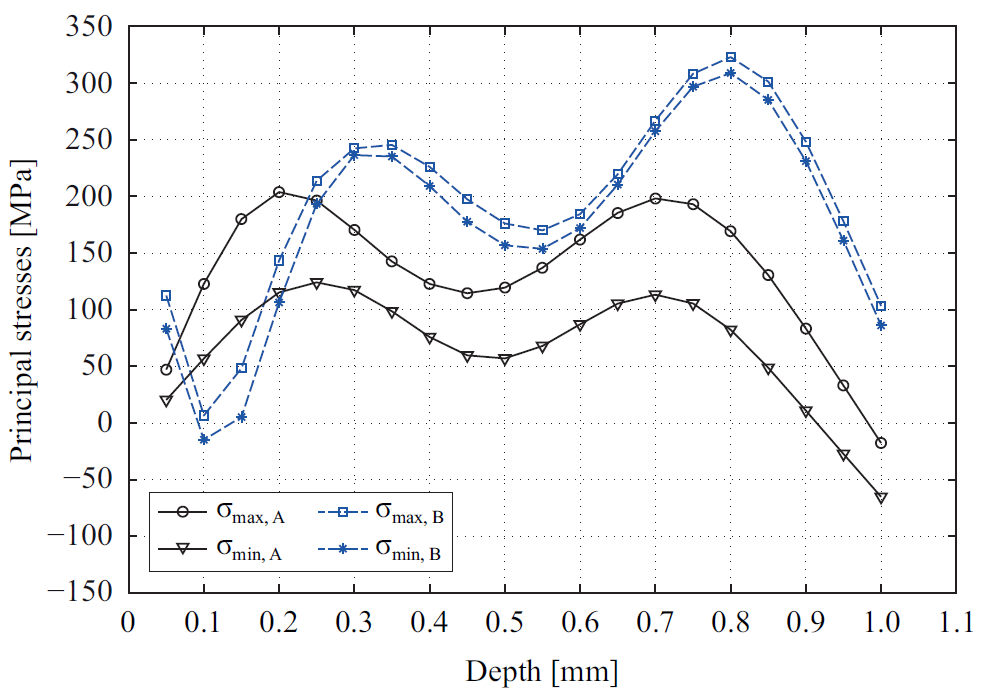 350
300
250
200
150
100
50
0
−50
−100
−150
Principal stresses [MPa]
σmax, A σmax, B
σmin, A σmin, B
0 0.1 0.2 0.3 0.4 0.5 0.6 0.7 0.8 0.9 1.0 1.1
Depth [mm]